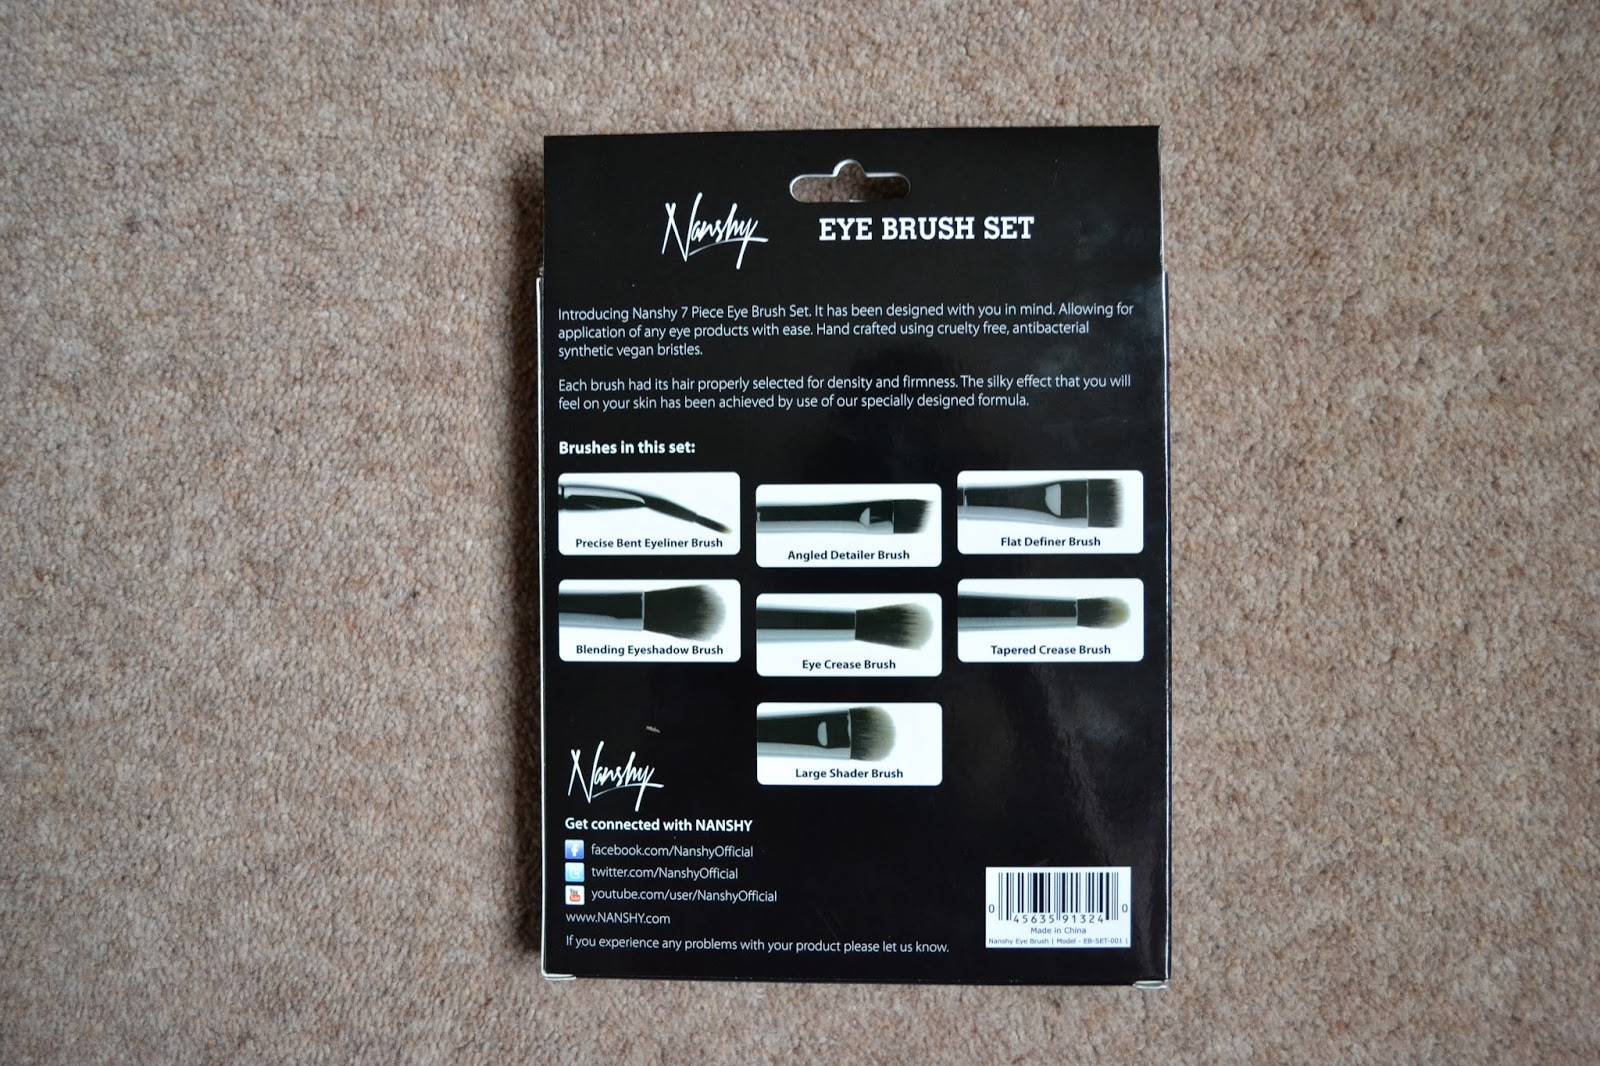 Nanshy EYE BRUSH SET
Introducing Nanshy 7 Piece Eye Brush Set. It has been designed with you in mind. Allowing for
application of any eye products with ease. Hand crafted using cruelty free, antibacterial
synthetic vegan bristles.
Each brush had its hair properly selected for density and firmness. The silky effect that you will
feel on your skin has been achieved by use of our specially designed formula.
Brushes in this set:
Precise Bent Eyeliner Brush
Angled Detailer Brush
Flat Definer Brush
Blending Eyeshadow Brush
Eye Crease Brush
Tapered Crease Brush
Large Shader Brush
Nanshy
Get connected with NANSHY
facebook.com/NanshyOfficial
twitter.com/NanshyOfficial
You Tube youtube.com/user/NanshyOfficial
www.NANSHY.com
If you experience any problems with your product please let us know.
0 45635 91324 0
Made in China
Nanshy Eye Brush | Model - EB-SET-001 |